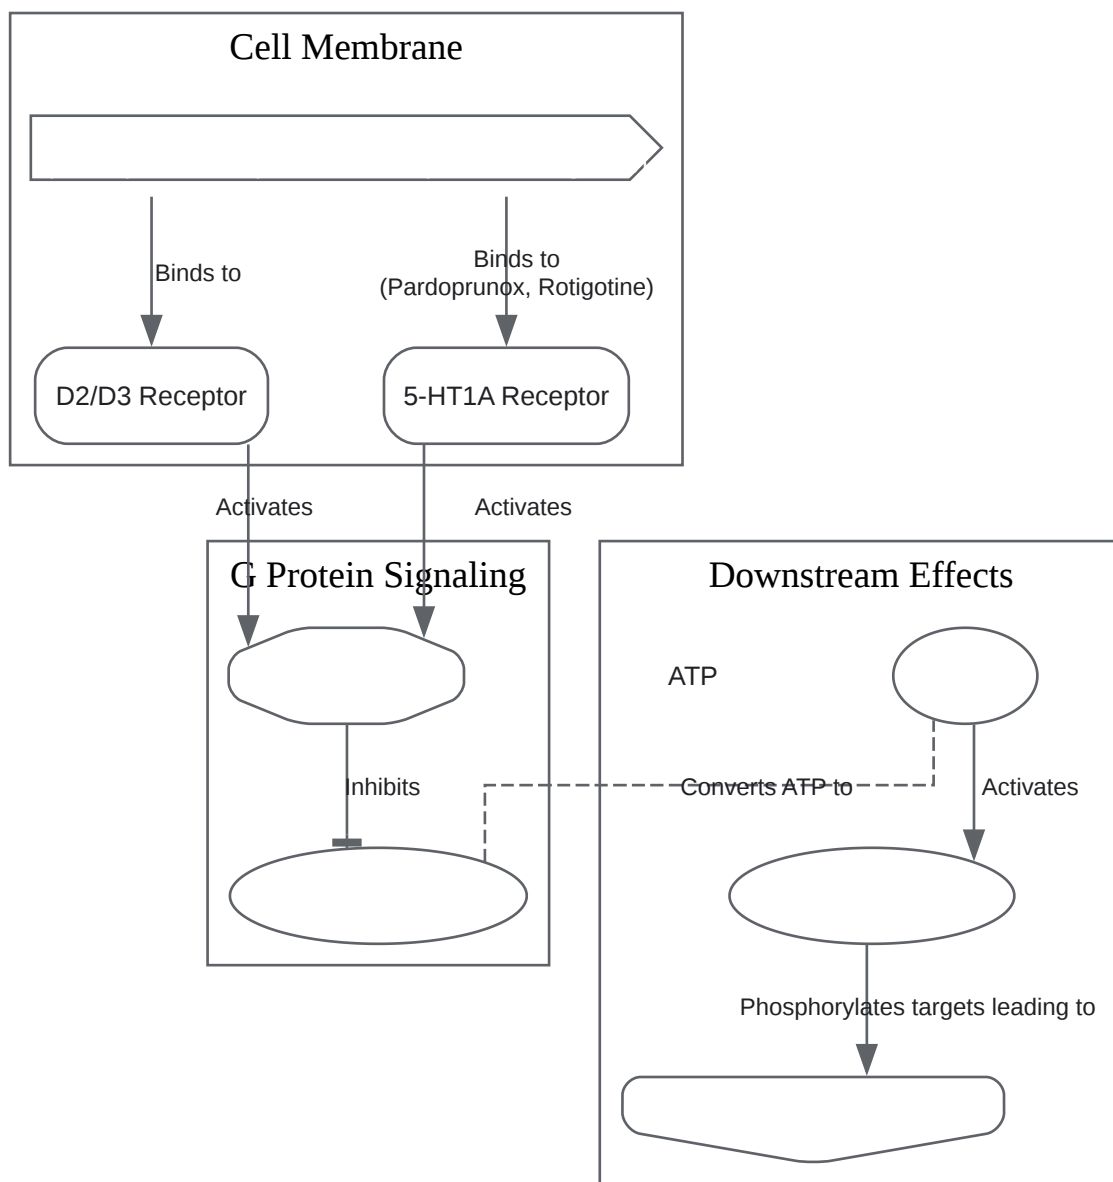 Cell Membrane
Binds to
Binds to
(Pardoprunox, Rotigotine)
D2/D3 Receptor
5-HT1A Receptor
Activates
Activates
G Protein Signaling
Downstream Effects
ATP
Inhibits
Converts ATP to
Activates
Phosphorylates targets leading to